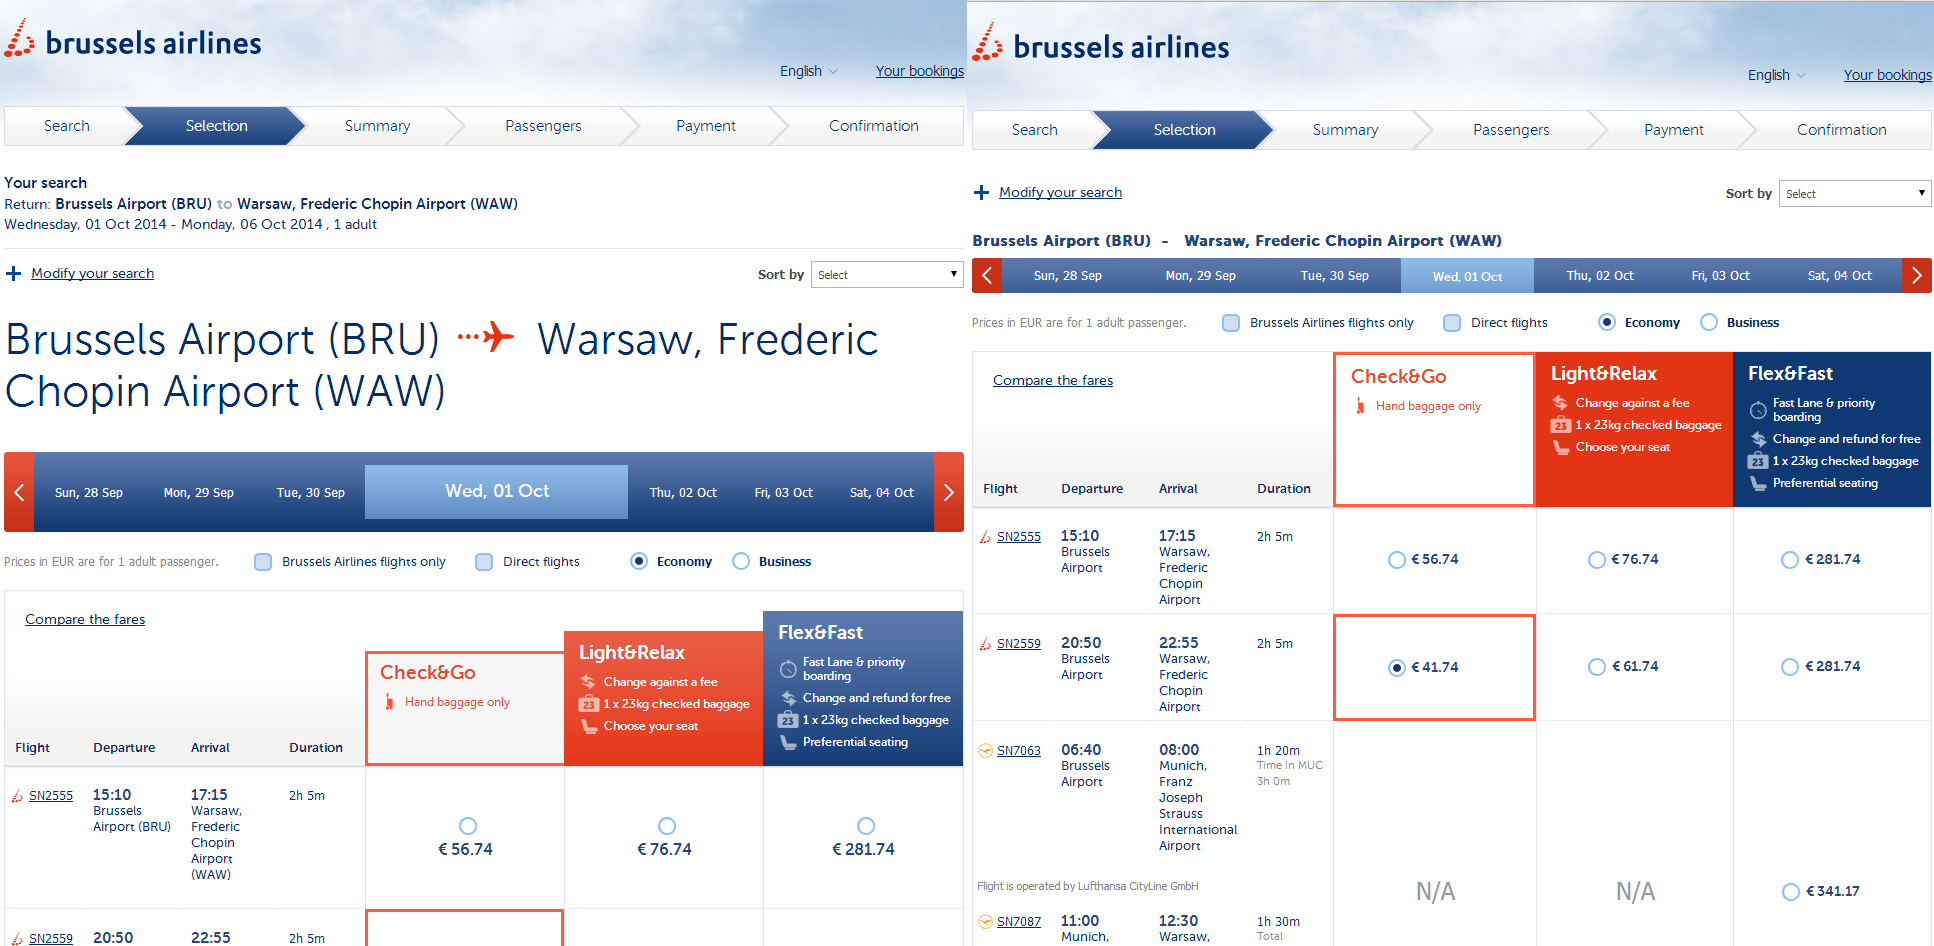 brussels airlines
English
Your bookings
Search
Selection
Summary
Passengers
Payment
Confirmation
Your search
Return: Brussels Airport (BRU) to Warsaw, Frederic Chopin Airport (WAW)
Wednesday, 01 Oct 2014 - Monday, 06 Oct 2014 , 1 adult
Modify your search
Sort by
Select
Brussels Airport (BRU) Warsaw, Frederic
Chopin Airport (WAW)
Sun, 28 Sep
Mon, 29 Sep
Tue, 30 Sep
Wed, 01 Oct
Thu, 02 Oct
Fri, 03 Oct
Sat, 04 Oct
Prices in EUR are for 1 adult passenger.
Brussels Airlines flights only
Direct flights
Economy
Business
Compare the fares
Flight
Departure
Arrival
Duration
Check&Go
Hand baggage only
Light&Relax
Change against a fee
23
1 x 23kg checked baggage
Choose your seat
Flex&Fast
Fast Lane & priority
boarding
Change and refund for free
23
1 x 23kg checked baggage
Preferential seating
SN2555
15:10
Brussels
Airport (BRU)
17:15
Warsaw,
Frederic
Chopin
Airport
(WAW)
2h 5m
€ 56.74
€ 76.74
€ 281.74
SN2559
20:50
22:55
2h 5m
brussels airlines
English
Your bookings
Search
Selection
Summary
Passengers
Payment
Confirmation
Modify your search
Sort by
Select
Brussels Airport (BRU) - Warsaw, Frederic Chopin Airport (WAW)
Sun, 28 Sep
Mon, 29 Sep
Tue, 30 Sep
Wed, 01 Oct
Thu, 02 Oct
Fri, 03 Oct
Sat, 04 Oct
Prices in EUR are for 1 adult passenger.
Brussels Airlines flights only
Direct flights
Economy
Business
Compare the fares
Flight
Departure
Arrival
Duration
Check&Go
Hand baggage only
Light&Relax
Change against a fee
23
1 x 23kg checked baggage
Choose your seat
Flex&Fast
Fast Lane & priority
boarding
Change and refund for free
23
1 x 23kg checked baggage
Preferential seating
SN2555
15:10
Brussels
Airport
17:15
Warsaw,
Frederic
Chopin
Airport
2h 5m
€ 56.74
€ 76.74
€ 281.74
SN2559
20:50
Brussels
Airport
22:55
Warsaw,
Frederic
Chopin
Airport
2h 5m
€ 41.74
€ 61.74
€ 281.74
SN7063
06:40
Brussels
Airport
08:00
Munich,
Franz
Joseph
Strauss
International
Airport
1h 20m
Time in MUC
3h 0m
Flight is operated by Lufthansa CityLine GmbH
N/A
N/A
€ 341.17
SN7087
11:00
Munich,
12:30
Warsaw,
1h 30m
Total